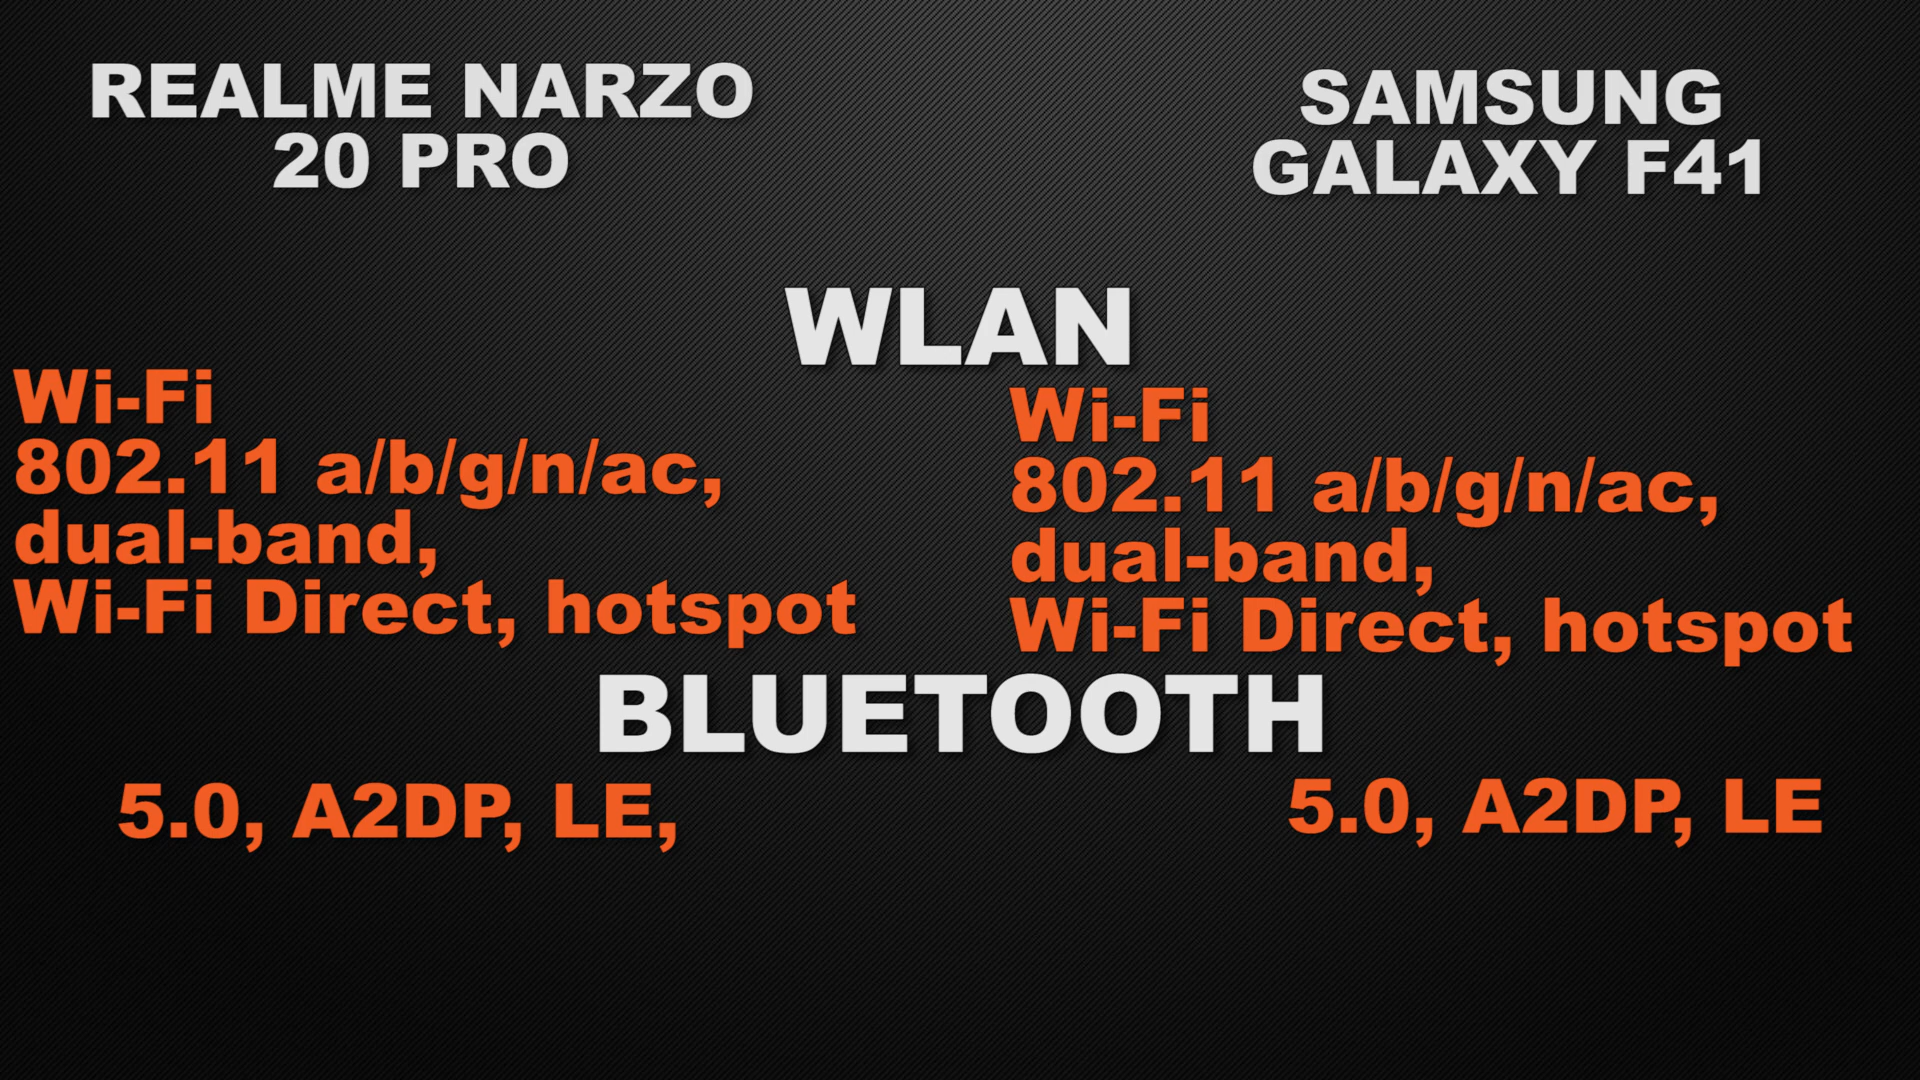 REALME NARZO
20 PRO
SAMSUNG
GALAXY F41
WLAN
Wi-Fi
802.11 a/b/g/n/ac,
dual-band,
Wi-Fi Direct, hotspot
Wi-Fi
802.11 a/b/g/n/ac,
dual-band,
Wi-Fi Direct, hotspot
BLUETOOTH
5.0, A2DP, LE,
5.0, A2DP, LE